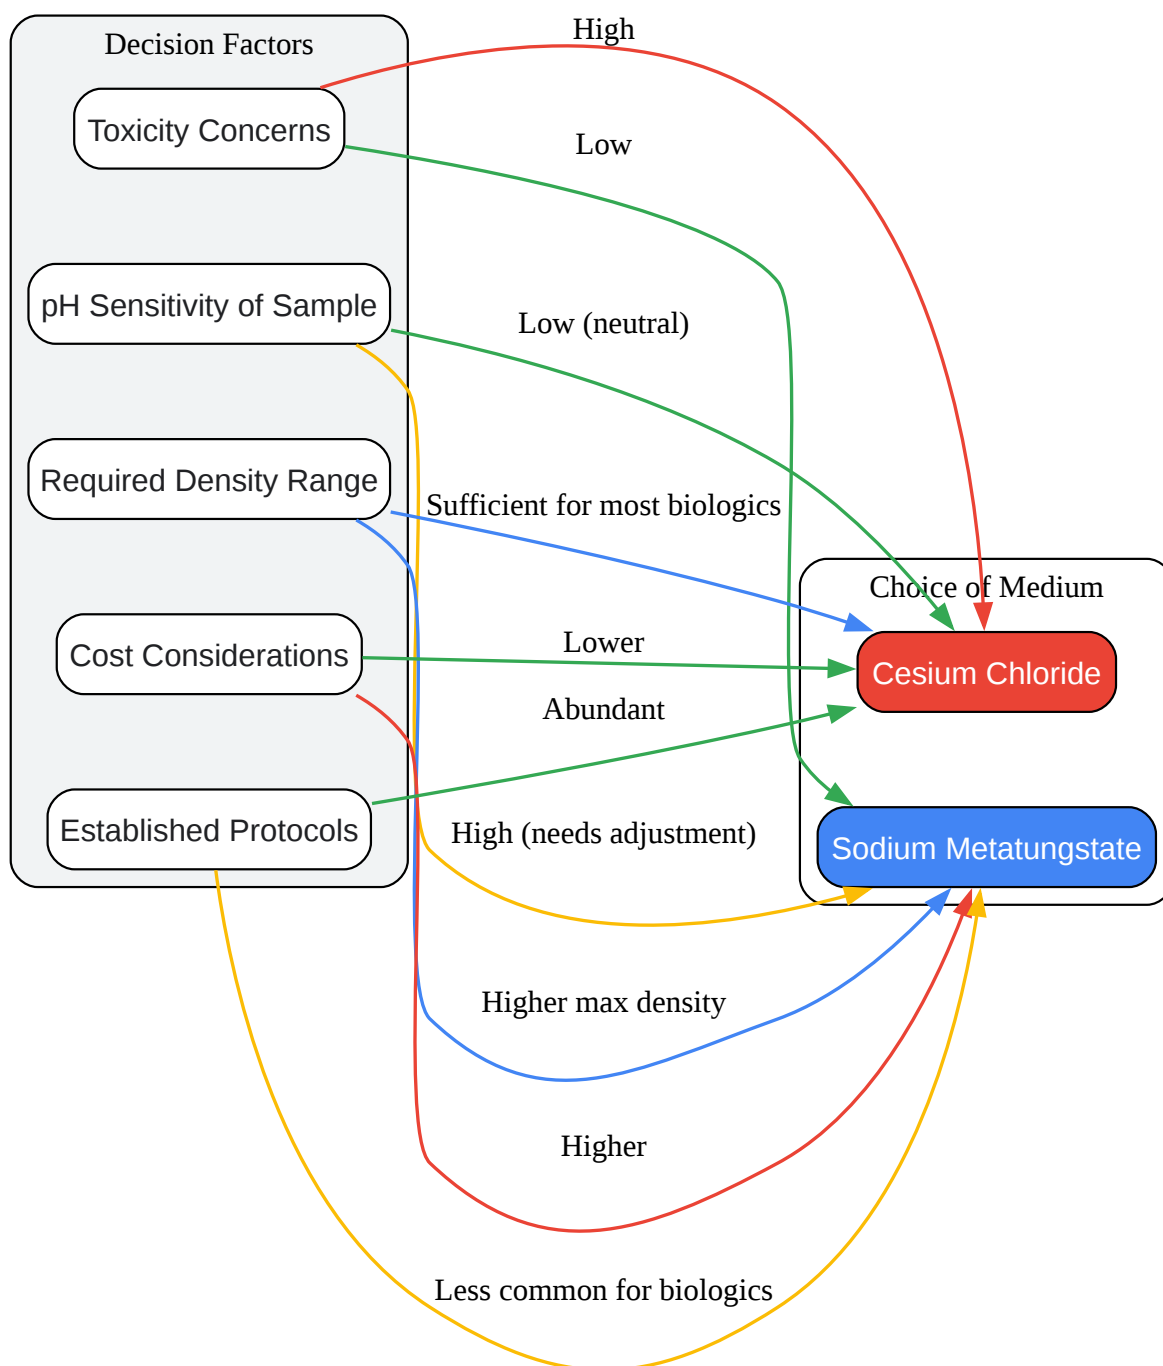 Decision Factors
High
Toxicity Concerns
Low
pH Sensitivity of Sample
Low (neutral)
Required Density Range
Sufficient for most biologics
Choice of Medium
Cost Considerations
Lower
Cesium Chloride
Abundant
Established Protocols
High (needs adjustment)
Sodium Metatungstate
Higher max density
Higher
Less common for biologics